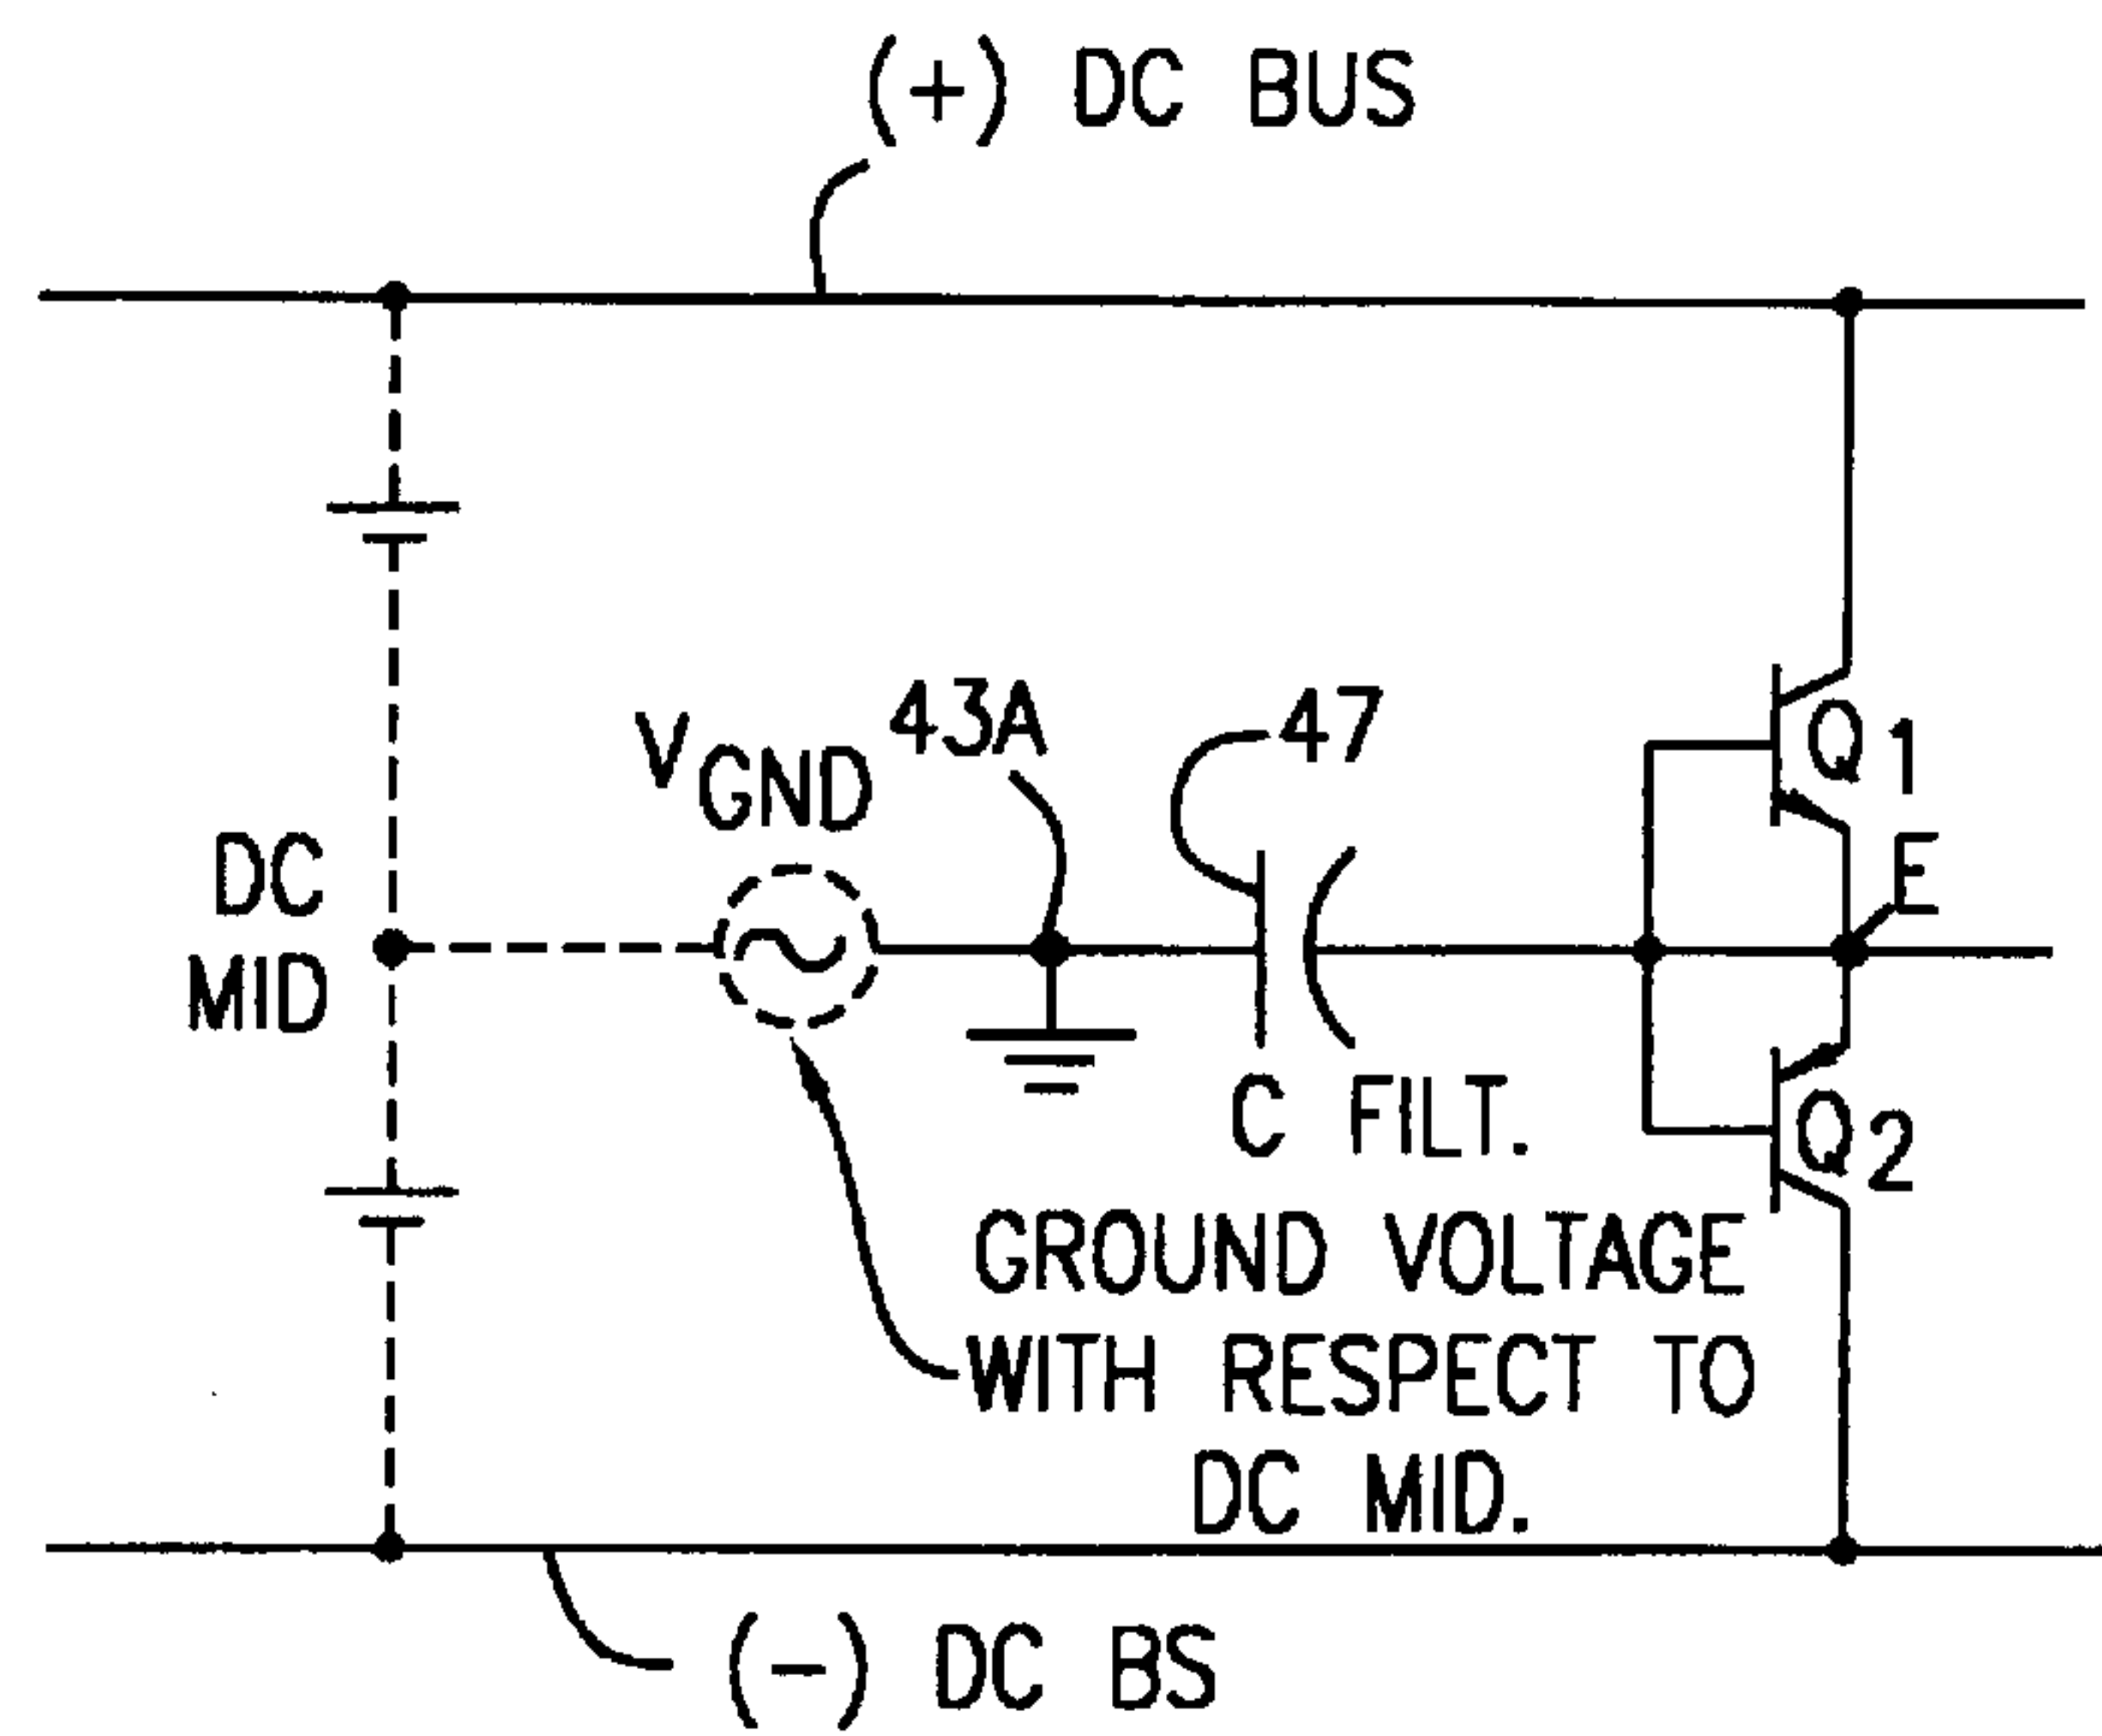 (+) DC BUS
V GND
43A
47
Q1
DC
MID
E
C FILT.
Q2
GROUND VOLTAGE
WITH RESPECT TO
DC MID.
(-) DC BS